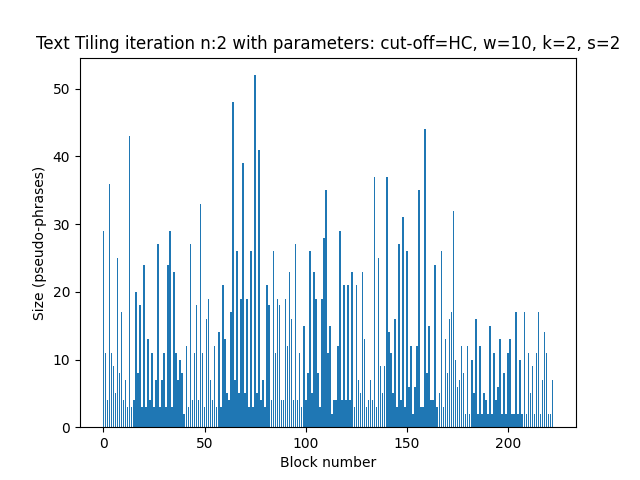 Text Tiling iteration n:2 with parameters: cut-off=HC, w=10, k=2, s=2
Size (pseudo-phrases)
50
40
30
20
10
0
0 50 100 150 200
Block number